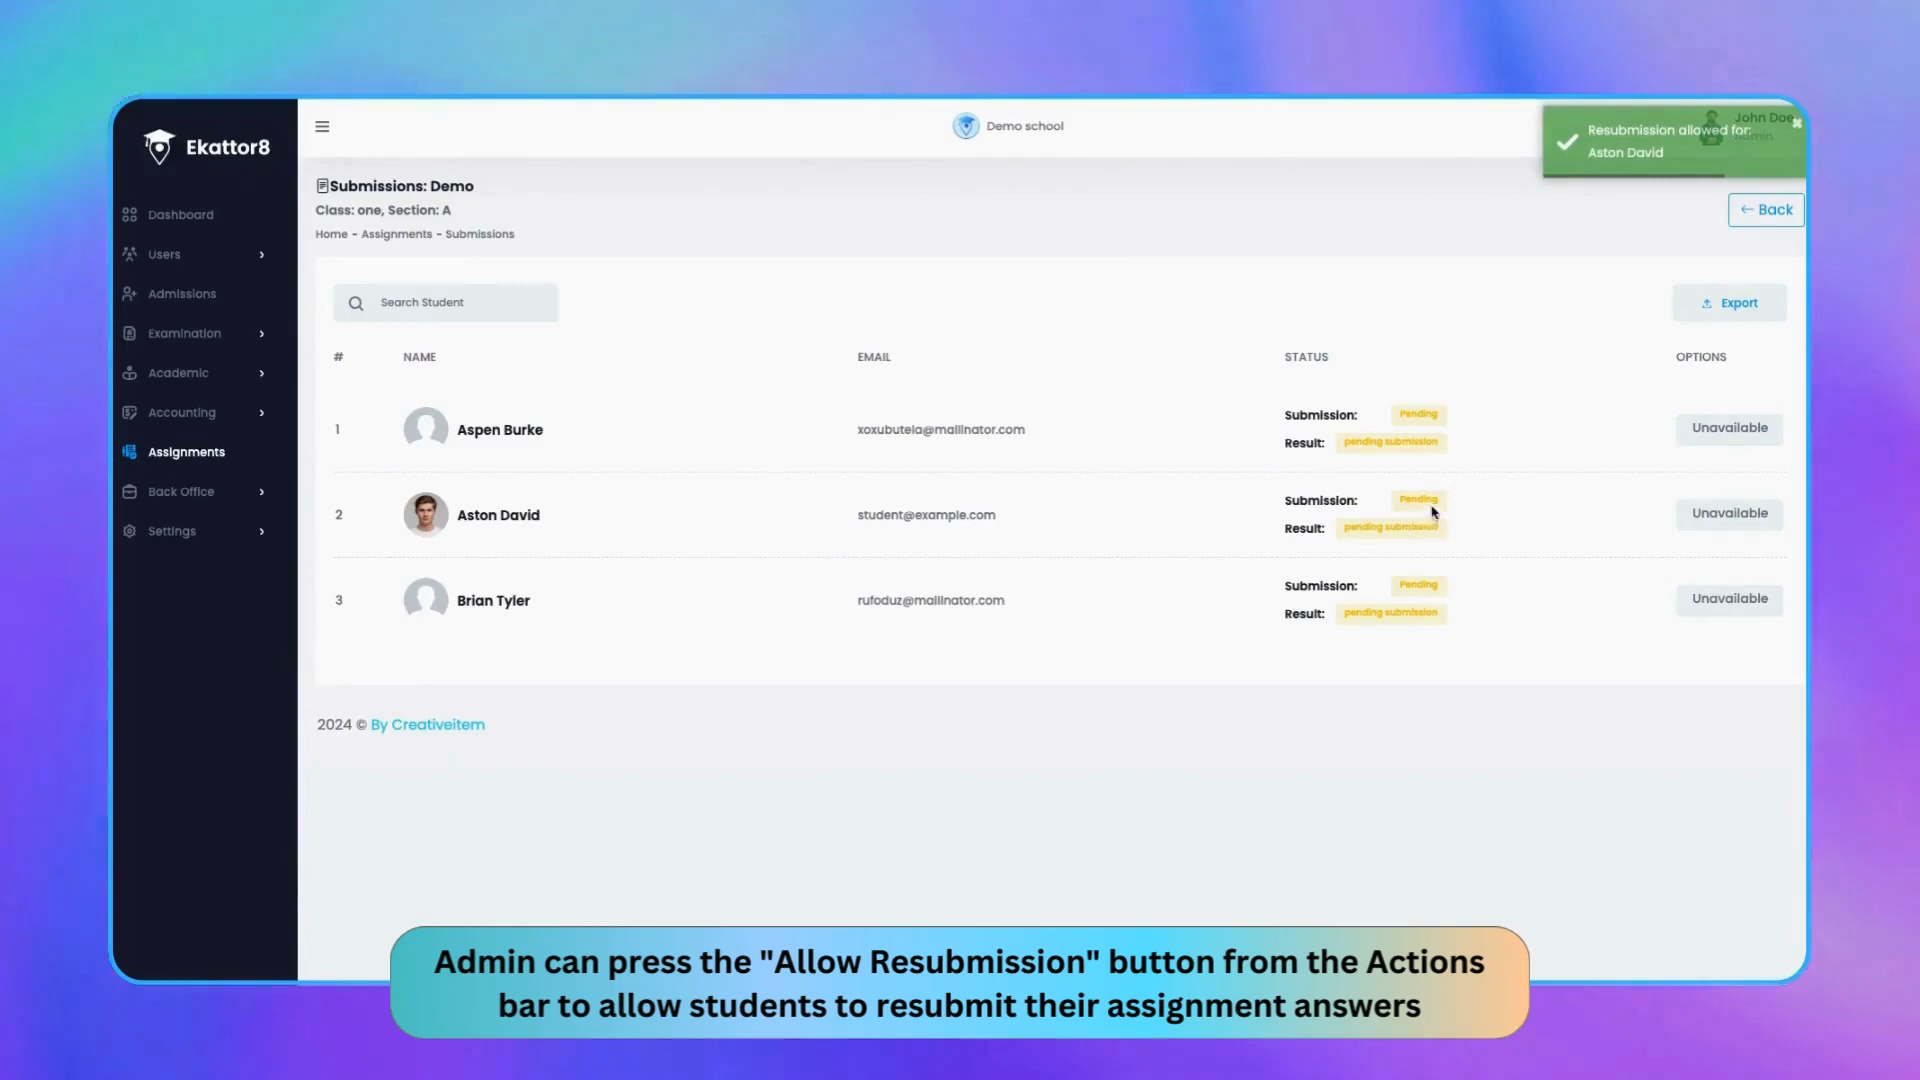 Ekattor8
Dashboard
Users
Admissions
Examination
Academic
Accounting
Assignments
Back Office
Settings
Demo school
John Doe
Admin
Resubmission allowed for:
Aston David
Submissions: Demo
Class: one, Section: A
Home - Assignments - Submissions
← Back
Search Student
Export
# NAME EMAIL STATUS OPTIONS
1 Aspen Burke xoxubutela@mailinator.com Submission: Pending Unavailable
Result: pending submission
2 Aston David student@example.com Submission: Pending Unavailable
Result: pending submission
3 Brian Tyler rufoduz@mailinator.com Submission: Pending Unavailable
Result: pending submission
2024 © By Creativeitem
Admin can press the "Allow Resubmission" button from the Actions
bar to allow students to resubmit their assignment answers